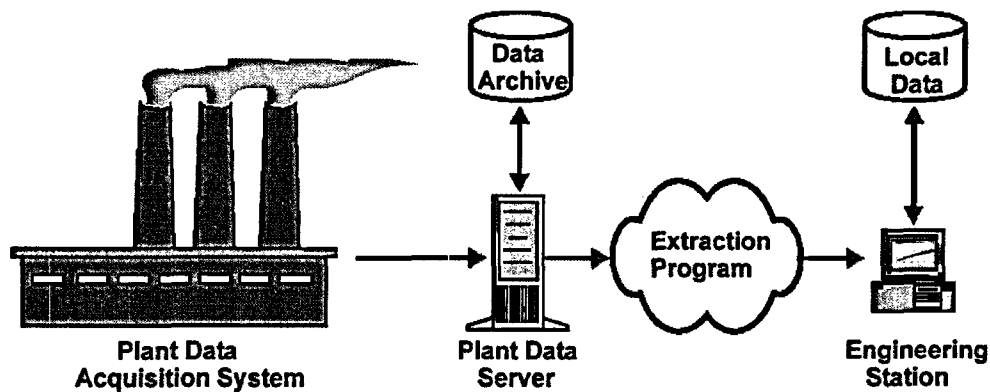 Data
Archive
Local
Data
Extraction
Program
Plant Data
Acquisition System
Plant Data
Server
Engineering
Station